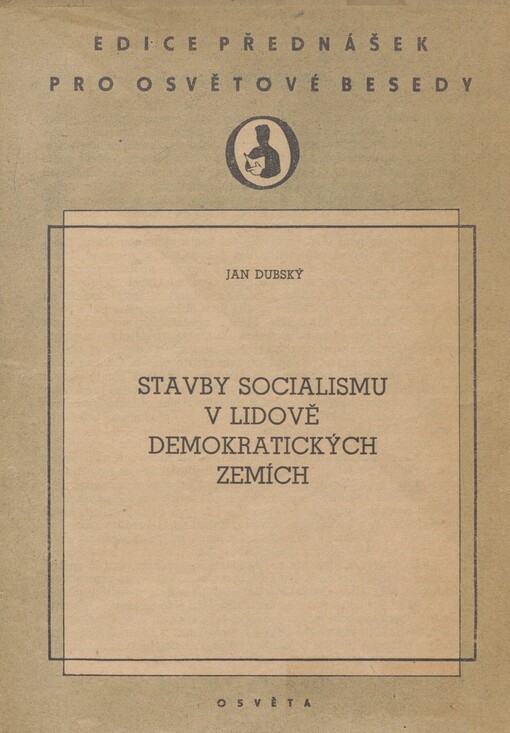 EDICE PŘEDNÁŠEK
PRO OSVĚTOVÉ BESEDY
JAN DUBSKÝ
STAVBY SOCIALISMU
V LIDOVĚ
DEMOKRATICKÝCH
ZEMÍCH
OSVĚTA